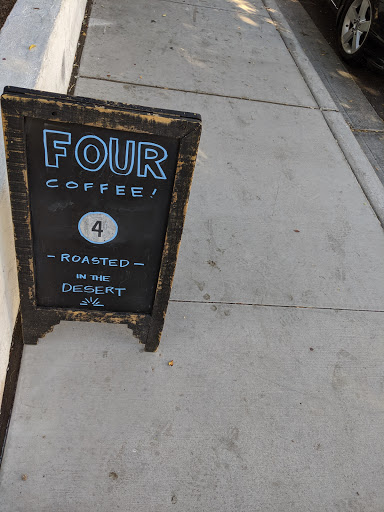 FOUR
COFFEE!
4
- ROASTED -
IN THE
DESERT